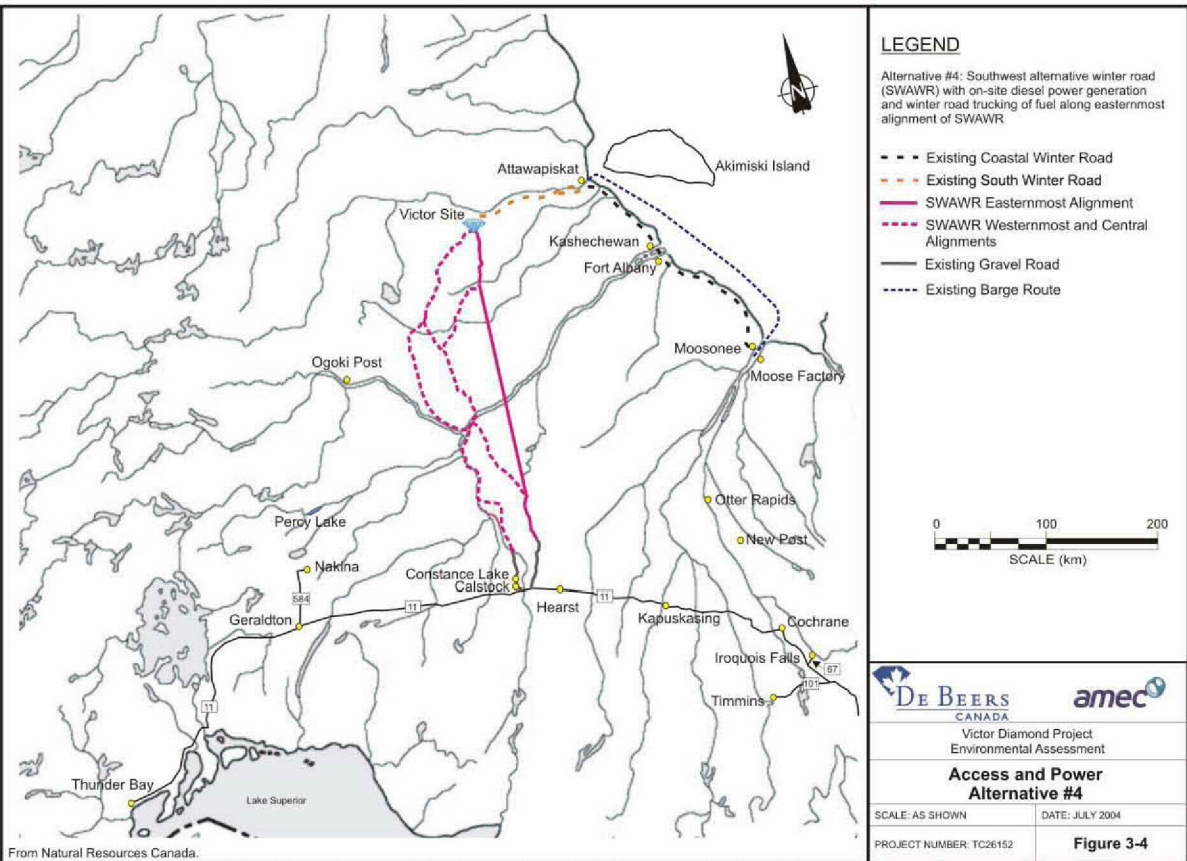 LEGEND
Alternative #4: Southwest alternative winter road
(SWAWR) with on-site diesel power generation
and winter road trucking of fuel along easternmost
alignment of SWAWR
Existing Coastal Winter Road
Existing South Winter Road
SWAWR Easternmost Alignment
SWAWR Westernmost and Central
Alignments
Existing Gravel Road
Existing Barge Route
N
Attawapiskat
Akimiski Island
Victor Site
Kashechewan
Fort Albany
Moosonee
Moose Factory
Ogoki Post
Otter Rapids
Percy Lake
New Post
Nakina
Constance Lake
Calstock
584
11
Hearst
11
Geraldton
Kapuskasing
Cochrane
Iroquois Falls
67
101
Timmins
11
Thunder Bay
Lake Superior
From Natural Resources Canada.
0 100 200
SCALE (km)
DE BEERS
CANADA
amec
Victor Diamond Project
Environmental Assessment
Access and Power
Alternative #4
SCALE: AS SHOWN
DATE: JULY 2004
PROJECT NUMBER: TC26152
Figure 3-4